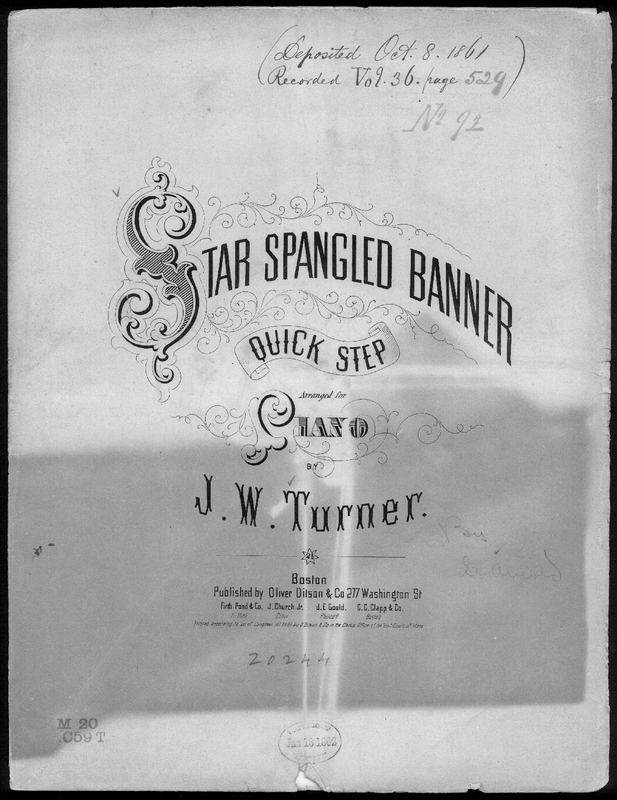 (Deposited Oct. 8. 1861
Recorded Vol. 36. page 529)
No 92
STAR SPANGLED BANNER
QUICK STEP
Arranged for
PIANO
BY
J. W. Turner.
Boston
Published by Oliver Ditson & Co 277 Washington St
Firth, Pond & Co. J. Church, Jr. J. E. Gould. C. C. Clapp & Co.
N. York Boston
20244
M 20
.C59 T